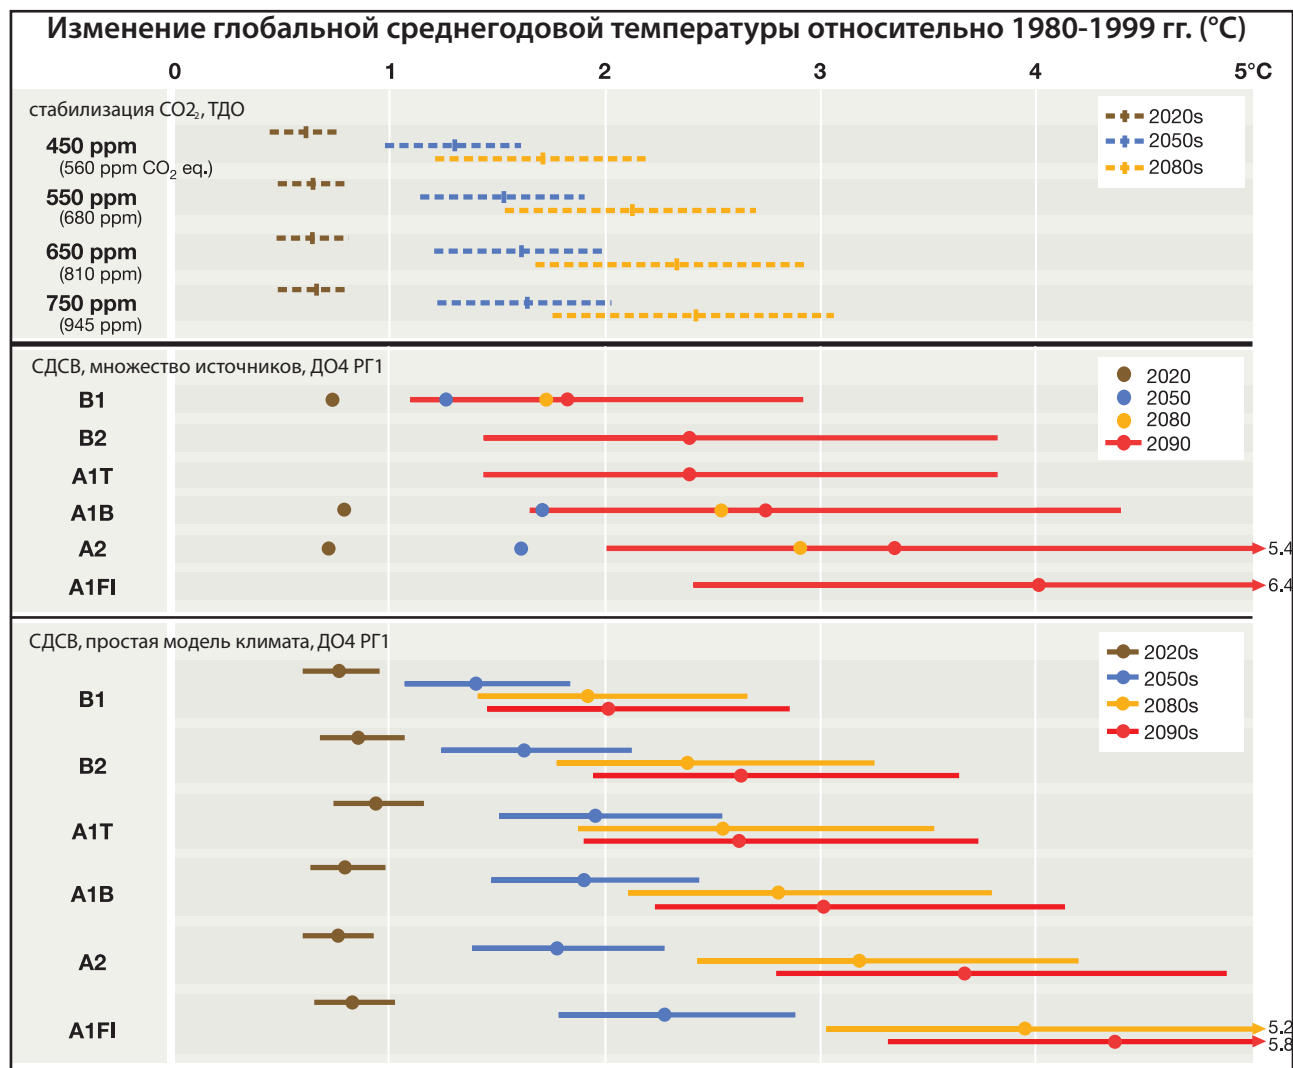 Изменение глобальной среднегодовой температуры относительно 1980-1999 гг. (°C)
0 1 2 3 4 5°C
стабилизация CO2₂, ТДО
2020s
2050s
2080s
450 ppm
(560 ppm CO₂ eq.)
550 ppm
(680 ppm)
650 ppm
(810 ppm)
750 ppm
(945 ppm)
СДСВ, множество источников, ДО4 РГ1
2020
2050
2080
2090
B1
B2
A1T
A1B
A2
5.4
A1FI
6.4
СДСВ, простая модель климата, ДО4 РГ1
2020s
2050s
2080s
2090s
B1
B2
A1T
A1B
A2
A1FI
5.2
5.8